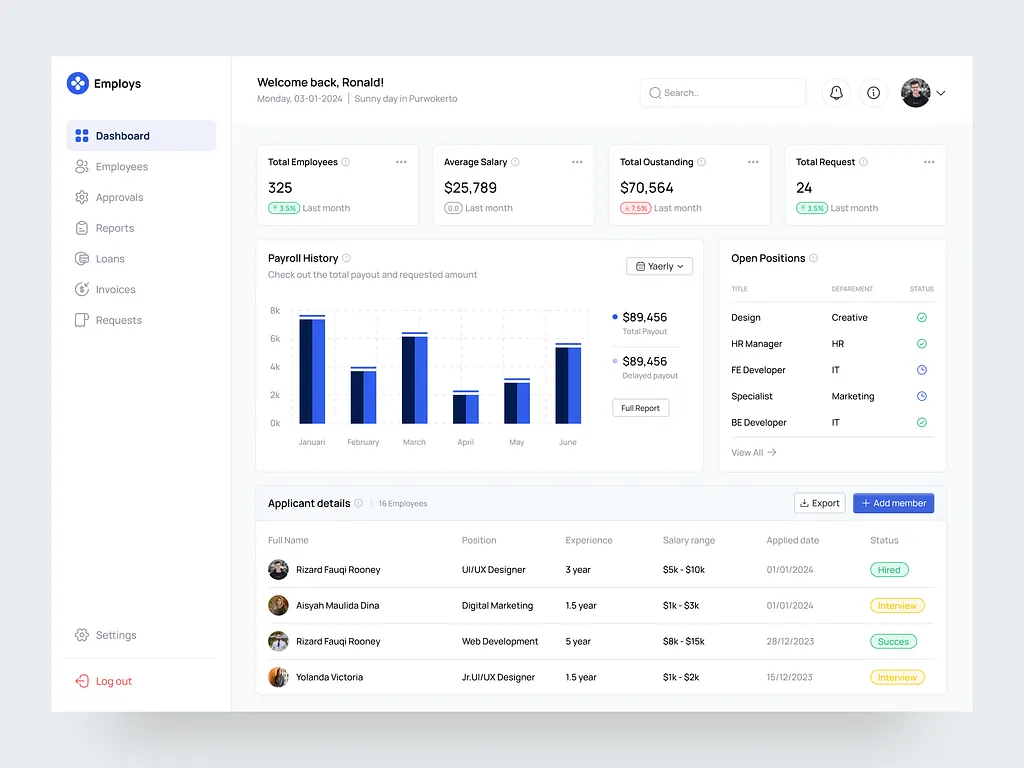 Employs
Dashboard
Employees
Approvals
Reports
Loans
Invoices
Requests
Settings
Log out
Welcome back, Ronald!
Monday, 03-01-2024 | Sunny day in Purwokerto
Search..
Total Employees
325
3.5% Last month
Average Salary
$25,789
0.0 Last month
Total Oustanding
$70,564
7.5% Last month
Total Request
24
3.5% Last month
Payroll History
Check out the total payout and requested amount
Yaerly
8k
6k
4k
2k
0k
Januari February March April May June
$89,456
Total Payout
$89,456
Delayed payout
Full Report
Open Positions
TITLE DEPAREMENT STATUS
Design Creative
HR Manager HR
FE Developer IT
Specialist Marketing
BE Developer IT
View All
Applicant details | 16 Employees
Export
Add member
Full Name Position Experience Salary range Applied date Status
Rizard Fauqi Rooney UI/UX Designer 3 year $5k - $10k 01/01/2024 Hired
Aisyah Maulida Dina Digital Marketing 1.5 year $1k - $3k 01/01/2024 Interview
Rizard Fauqi Rooney Web Development 5 year $8k - $15k 28/12/2023 Succes
Yolanda Victoria Jr.UI/UX Designer 1.5 year $1k - $2k 15/12/2023 Interview